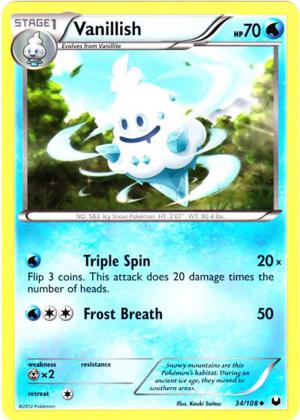 STAGE1
Vanillish
HP70
Evolves from Vanillite
NO. 583 Icy Snow Pokémon HT. 3'07" WT. 90.4 lbs.
Triple Spin 20×
Flip 3 coins. This attack does 20 damage times the
number of heads.
Frost Breath 50
weakness
resistance
×2
retreat
Snowy mountains are this
Pokémon's habitat. During an
ancient ice age, they moved to
southern areas.
Illus. Kouki Saitou
34/108
©2012 Pokémon